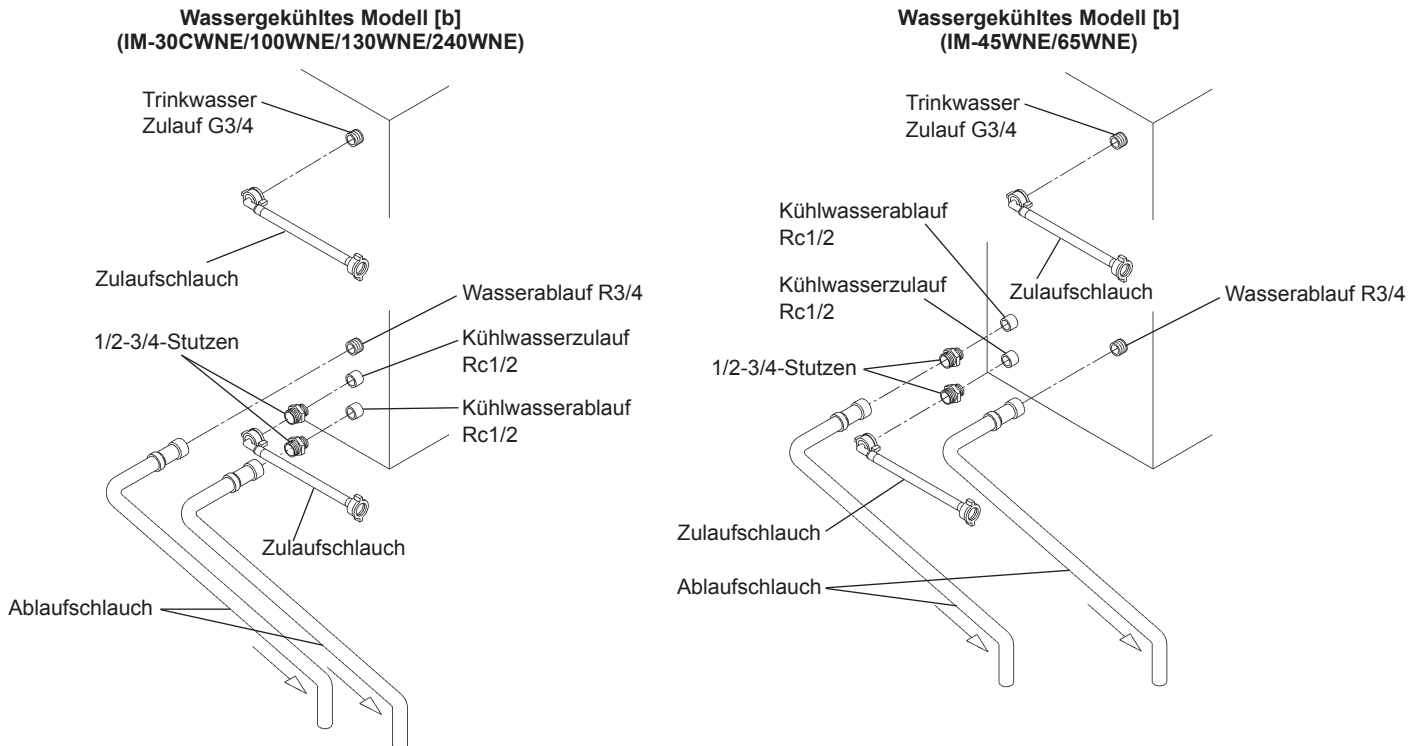 Wassergekühltes Modell [b]
(IM-30CWNE/100WNE/130WNE/240WNE)
Trinkwasser
Zulauf G3/4
Zulaufschlauch
Wasserablauf R3/4
1/2-3/4-Stutzen
Kühlwasserzulauf
Rc1/2
Kühlwasserablauf
Rc1/2
Zulaufschlauch
Ablaufschlauch
Wassergekühltes Modell [b]
(IM-45WNE/65WNE)
Trinkwasser
Zulauf G3/4
Kühlwasserablauf
Rc1/2
Kühlwasserzulauf
Rc1/2
Zulaufschlauch
Wasserablauf R3/4
1/2-3/4-Stutzen
Zulaufschlauch
Ablaufschlauch